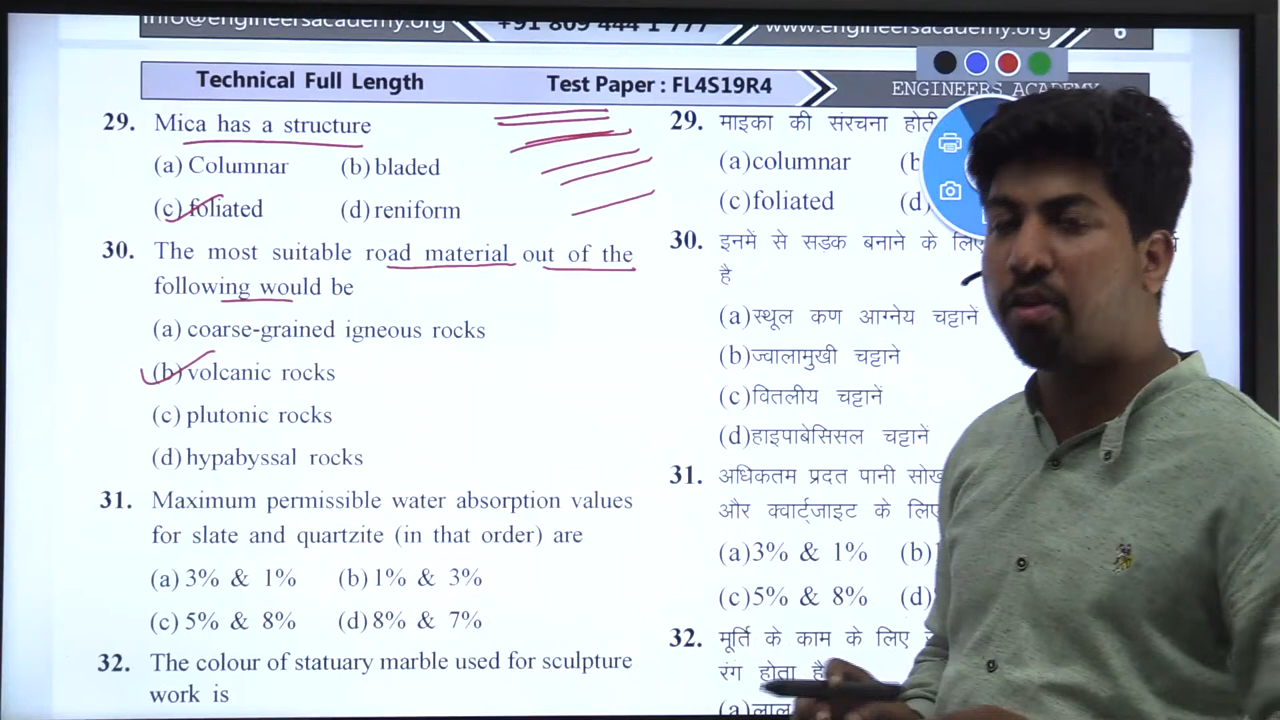 info@engineersacademy.org
+91 809 444 1 777
www.engineersacademy.org
6
Technical Full Length
Test Paper : FL4S19R4
ENGINEERS ACADEMY
29. Mica has a structure
(a) Columnar (b) bladed
(c) foliated (d) reniform
30. The most suitable road material out of the
following would be
(a) coarse-grained igneous rocks
(b) volcanic rocks
(c) plutonic rocks
(d) hypabyssal rocks
31. Maximum permissible water absorption values
for slate and quartzite (in that order) are
(a) 3% & 1% (b) 1% & 3%
(c) 5% & 8% (d) 8% & 7%
32. The colour of statuary marble used for sculpture
work is
29. माइका की संरचना होती
(a) columnar (b)
(c) foliated (d)
30. इनमें से सड़क बनाने के लिए
है
(a) स्थूल कण आग्नेय चट्टानें
(b) ज्वालामुखी चट्टाने
(c) वितलीय चट्टानें
(d) हाइपाबेसिसल चट्टानें
31. अधिकतम प्रदत पानी सोख
और क्वार्ट्जाइट के लिए
(a) 3% & 1% (b)
(c) 5% & 8% (d)
32. मूर्ति के काम के लिए
रंग होता है
(a) लाल